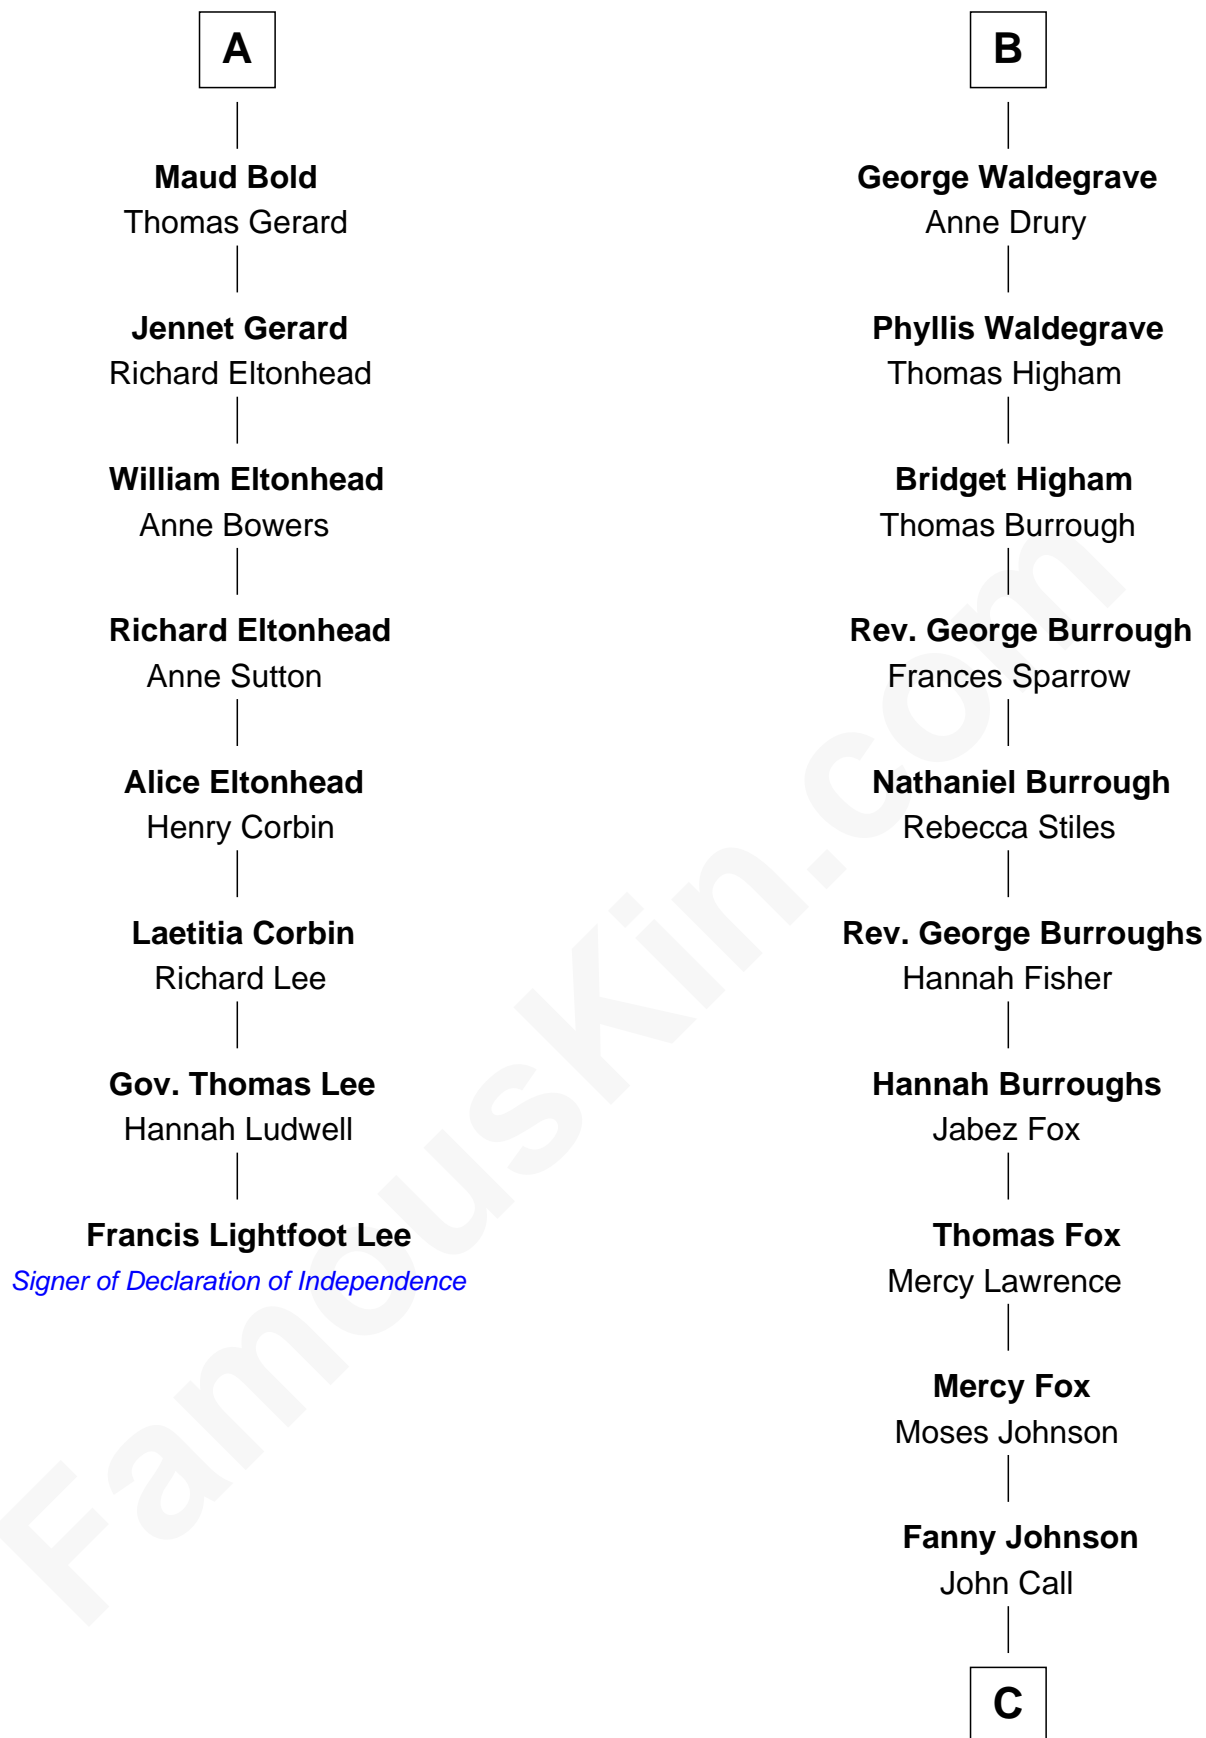 A
Maud Bold
Thomas Gerard
Jennet Gerard
Richard Eltonhead
William Eltonhead
Anne Bowers
Richard Eltonhead
Anne Sutton
Alice Eltonhead
Henry Corbin
Laetitia Corbin
Richard Lee
Gov. Thomas Lee
Hannah Ludwell
Francis Lightfoot Lee
Signer of Declaration of Independence
B
George Waldegrave
Anne Drury
Phyllis Waldegrave
Thomas Higham
Bridget Higham
Thomas Burrough
Rev. George Burrough
Frances Sparrow
Nathaniel Burrough
Rebecca Stiles
Rev. George Burroughs
Hannah Fisher
Hannah Burroughs
Jabez Fox
Thomas Fox
Mercy Lawrence
Mercy Fox
Moses Johnson
Fanny Johnson
John Call
C
FamousKin.com